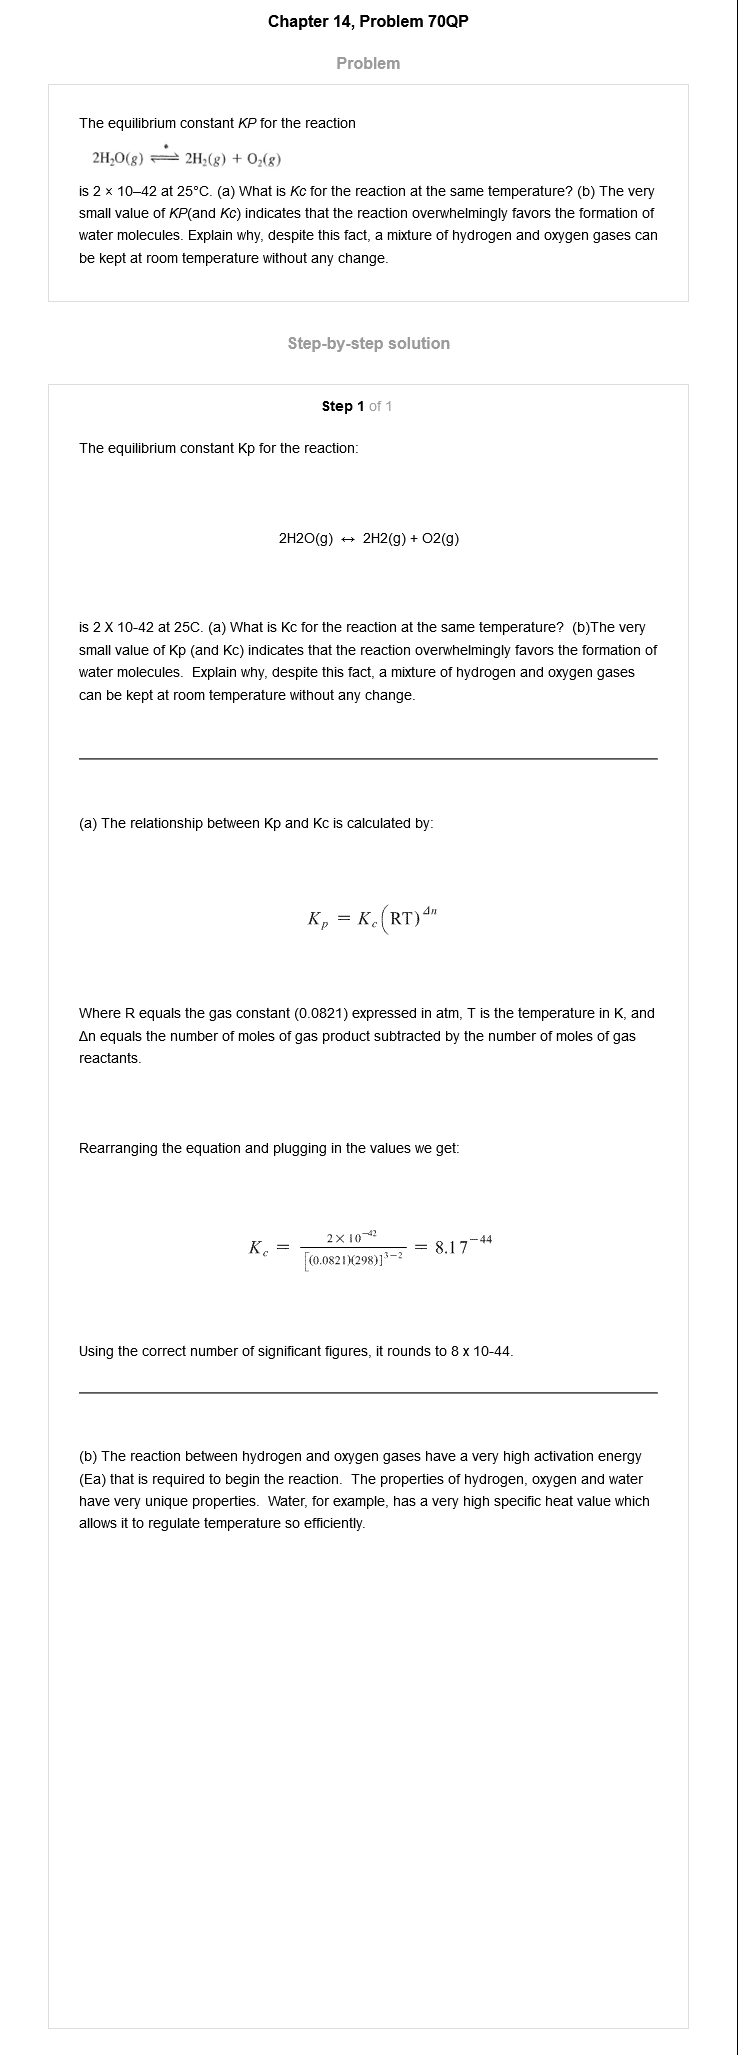 Chapter 14, Problem 70QP
Problem
The equilibrium constant KP for the reaction
2H₂O(g) ⇌ 2H₂(g) + O₂(g)
is 2 × 10–42 at 25°C. (a) What is Kc for the reaction at the same temperature? (b) The very
small value of KP(and Kc) indicates that the reaction overwhelmingly favors the formation of
water molecules. Explain why, despite this fact, a mixture of hydrogen and oxygen gases can
be kept at room temperature without any change.
Step-by-step solution
Step 1 of 1
The equilibrium constant Kp for the reaction:
2H2O(g) ↔ 2H2(g) + O2(g)
is 2 X 10-42 at 25C. (a) What is Kc for the reaction at the same temperature?  (b)The very
small value of Kp (and Kc) indicates that the reaction overwhelmingly favors the formation of
water molecules.  Explain why, despite this fact, a mixture of hydrogen and oxygen gases
can be kept at room temperature without any change.
(a) The relationship between Kp and Kc is calculated by:
K_p = K_c(RT)^Δn
Where R equals the gas constant (0.0821) expressed in atm, T is the temperature in K, and
Δn equals the number of moles of gas product subtracted by the number of moles of gas
reactants.
Rearranging the equation and plugging in the values we get:
K_c = 2×10^-42 / [(0.0821)(298)]^3-2 = 8.17^-44
Using the correct number of significant figures, it rounds to 8 x 10-44.
(b) The reaction between hydrogen and oxygen gases have a very high activation energy
(Ea) that is required to begin the reaction.  The properties of hydrogen, oxygen and water
have very unique properties.  Water, for example, has a very high specific heat value which
allows it to regulate temperature so efficiently.